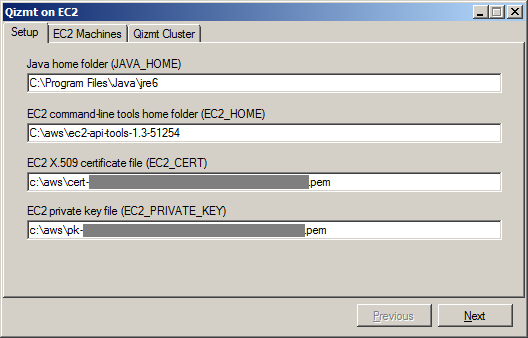 Qizmt on EC2
Setup EC2 Machines Qizmt Cluster
Java home folder (JAVA_HOME)
C:\Program Files\Java\jre6
EC2 command-line tools home folder (EC2_HOME)
C:\aws\ec2-api-tools-1.3-51254
EC2 X.509 certificate file (EC2_CERT)
c:\aws\cert- .pem
EC2 private key file (EC2_PRIVATE_KEY)
c:\aws\pk- .pem
Previous Next